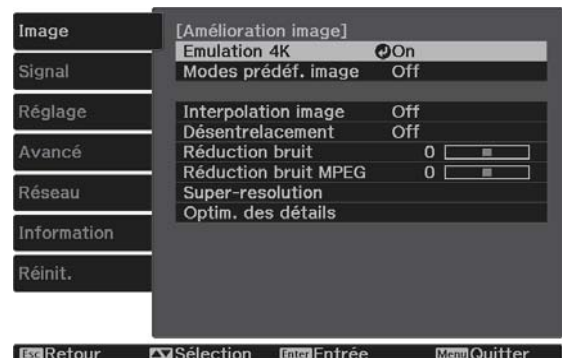 Image
Signal
Réglage
Avancé
Réseau
Information
Réinit.
[Amélioration image]
Emulation 4K On
Modes prédéf. image Off
Interpolation image Off
Désentrelacement Off
Réduction bruit 0
Réduction bruit MPEG 0
Super-resolution
Optim. des détails
Esc Retour Sélection Enter Entrée Menu Quitter